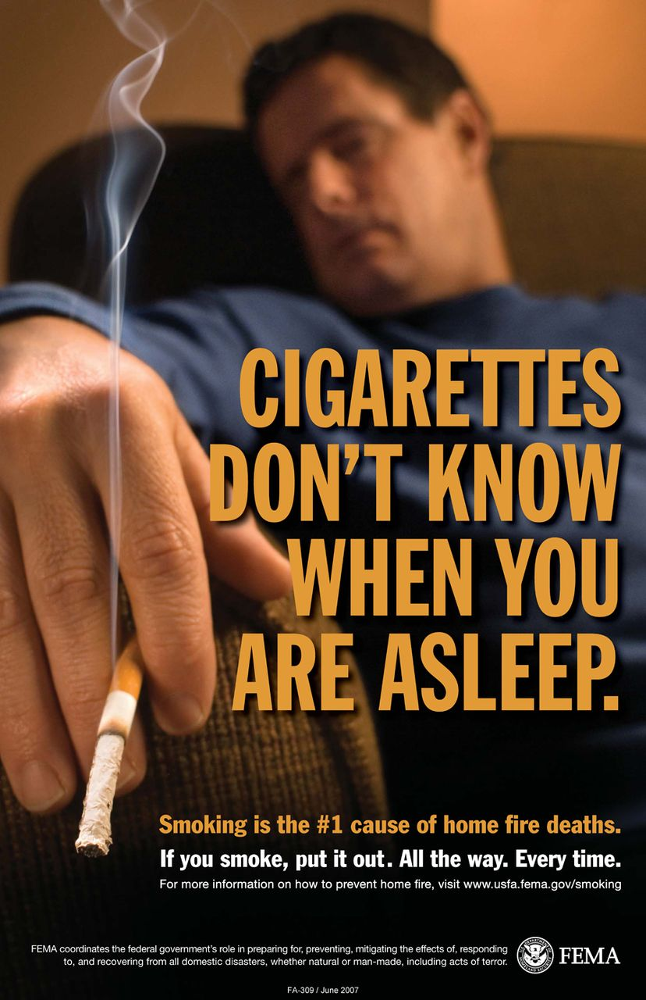 CIGARETTES
DON'T KNOW
WHEN YOU
ARE ASLEEP.
Smoking is the #1 cause of home fire deaths.
If you smoke, put it out. All the way. Every time.
For more information on how to prevent home fire, visit www.usfa.fema.gov/smoking
FEMA coordinates the federal government's role in preparing for, preventing, mitigating the effects of, responding
to, and recovering from all domestic disasters, whether natural or man-made, including acts of terror.
FEMA
FA-309 / June 2007